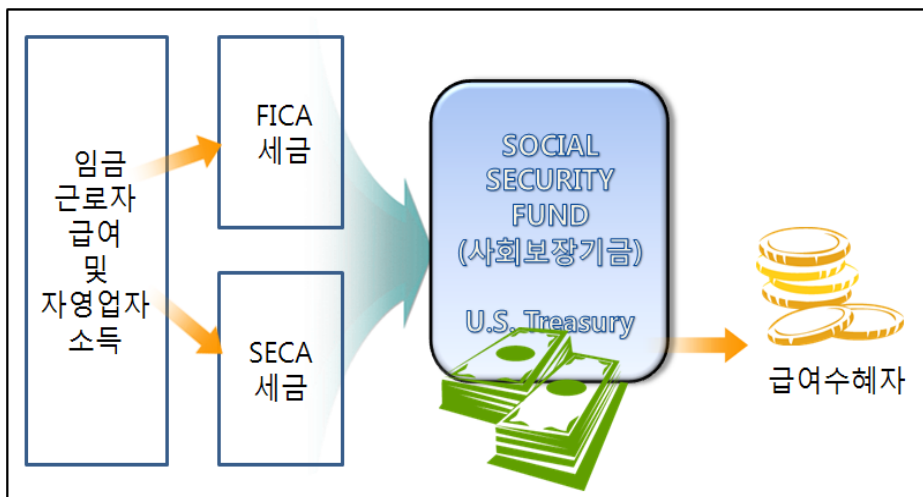 임금
근로자
급여
및
자영업자
소득
FICA
세금
SECA
세금
SOCIAL
SECURITY
FUND
(사회보장기금)
U.S. Treasury
급여수혜자